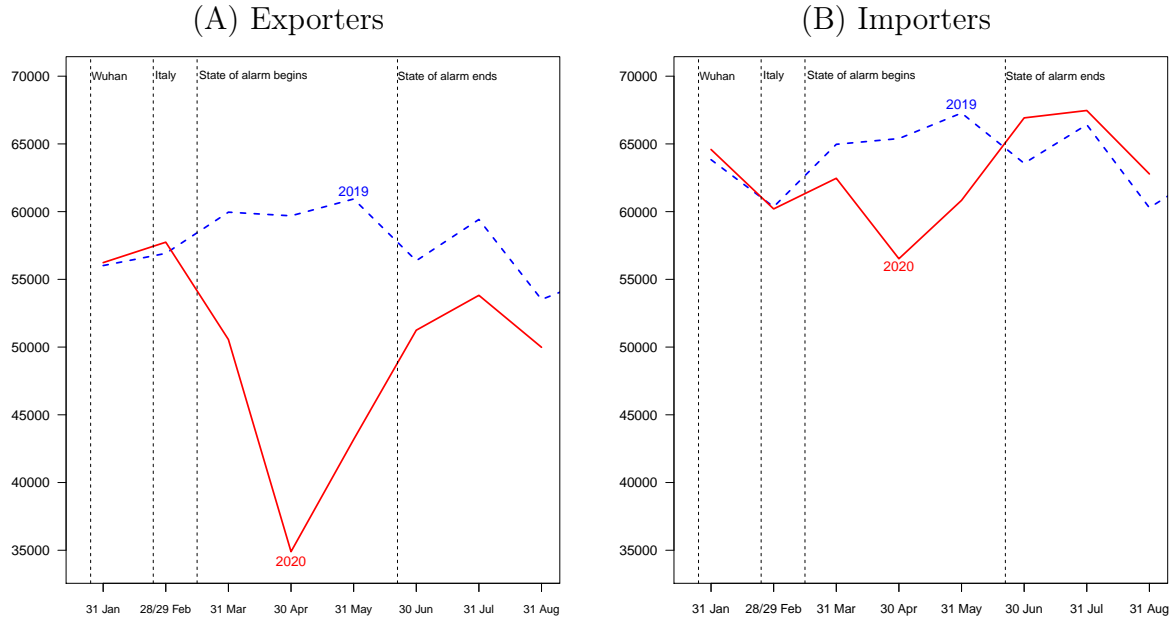 (A) Exporters
70000
65000
60000
55000
50000
45000
40000
35000
Wuhan
Italy
State of alarm begins
State of alarm ends
2019
2020
31 Jan
28/29 Feb
31 Mar
30 Apr
31 May
30 Jun
31 Jul
31 Aug
(B) Importers
70000
65000
60000
55000
50000
45000
40000
35000
Wuhan
Italy
State of alarm begins
State of alarm ends
2019
2020
31 Jan
28/29 Feb
31 Mar
30 Apr
31 May
30 Jun
31 Jul
31 Aug